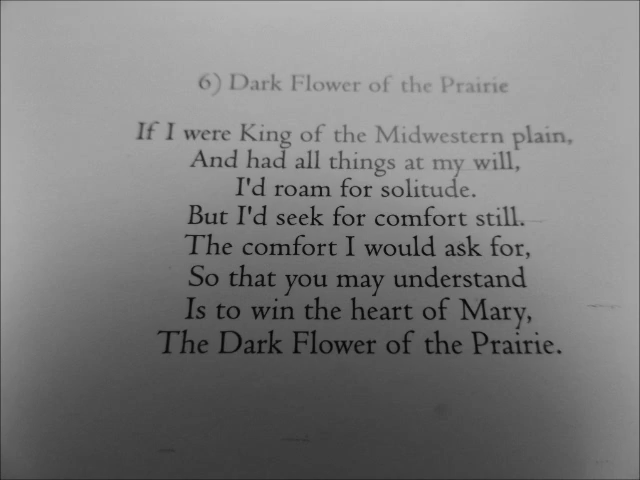 6) Dark Flower of the Prairie
If I were King of the Midwestern plain,
And had all things at my will,
I'd roam for solitude.
But I'd seek for comfort still.
The comfort I would ask for,
So that you may understand
Is to win the heart of Mary,
The Dark Flower of the Prairie.